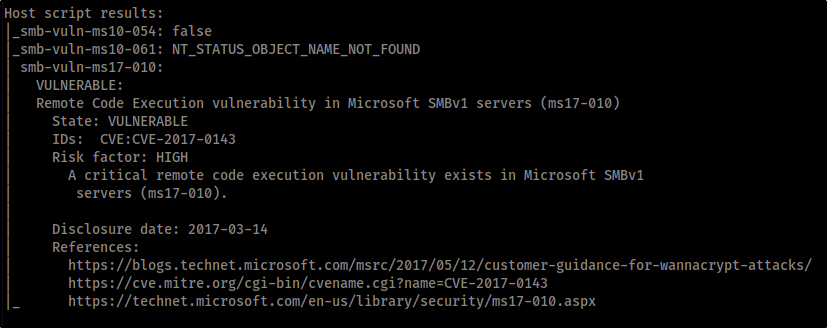 Host script results:
|_smb-vuln-ms10-054: false
|_smb-vuln-ms10-061: NT_STATUS_OBJECT_NAME_NOT_FOUND
| smb-vuln-ms17-010:
|   VULNERABLE:
|   Remote Code Execution vulnerability in Microsoft SMBv1 servers (ms17-010)
|     State: VULNERABLE
|     IDs:  CVE:CVE-2017-0143
|     Risk factor: HIGH
|       A critical remote code execution vulnerability exists in Microsoft SMBv1
|        servers (ms17-010).
|
|     Disclosure date: 2017-03-14
|     References:
|       https://blogs.technet.microsoft.com/msrc/2017/05/12/customer-guidance-for-wannacrypt-attacks/
|       https://cve.mitre.org/cgi-bin/cvename.cgi?name=CVE-2017-0143
|_      https://technet.microsoft.com/en-us/library/security/ms17-010.aspx